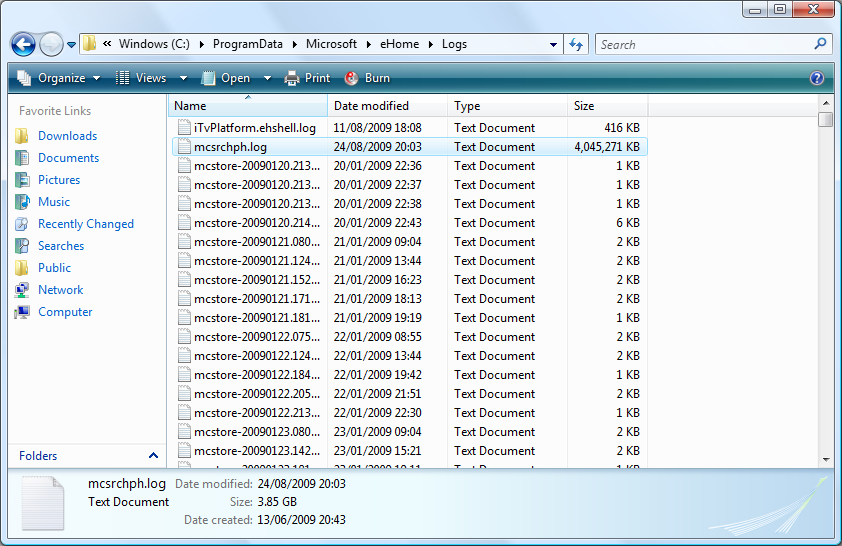 « Windows (C:) ▸ ProgramData ▸ Microsoft ▸ eHome ▸ Logs Search
Organize Views Open Print Burn
Favorite Links
Downloads
Documents
Pictures
Music
Recently Changed
Searches
Public
Network
Computer
Folders
Name Date modified Type Size
iTvPlatform.ehshell.log 11/08/2009 18:08 Text Document 416 KB
mcsrchph.log 24/08/2009 20:03 Text Document 4,045,271 KB
mcstore-20090120.213... 20/01/2009 22:36 Text Document 1 KB
mcstore-20090120.213... 20/01/2009 22:37 Text Document 1 KB
mcstore-20090120.213... 20/01/2009 22:38 Text Document 1 KB
mcstore-20090120.214... 20/01/2009 22:43 Text Document 6 KB
mcstore-20090121.080... 21/01/2009 09:04 Text Document 2 KB
mcstore-20090121.124... 21/01/2009 13:44 Text Document 2 KB
mcstore-20090121.152... 21/01/2009 16:23 Text Document 1 KB
mcstore-20090121.171... 21/01/2009 18:13 Text Document 2 KB
mcstore-20090121.181... 21/01/2009 19:19 Text Document 1 KB
mcstore-20090122.075... 22/01/2009 08:55 Text Document 2 KB
mcstore-20090122.124... 22/01/2009 13:44 Text Document 2 KB
mcstore-20090122.184... 22/01/2009 19:42 Text Document 1 KB
mcstore-20090122.205... 22/01/2009 21:51 Text Document 2 KB
mcstore-20090122.213... 22/01/2009 22:30 Text Document 1 KB
mcstore-20090123.080... 23/01/2009 09:04 Text Document 2 KB
mcstore-20090123.142... 23/01/2009 15:21 Text Document 1 KB
mcsrchph.log Date modified: 24/08/2009 20:03
Text Document Size: 3.85 GB
Date created: 13/06/2009 20:43